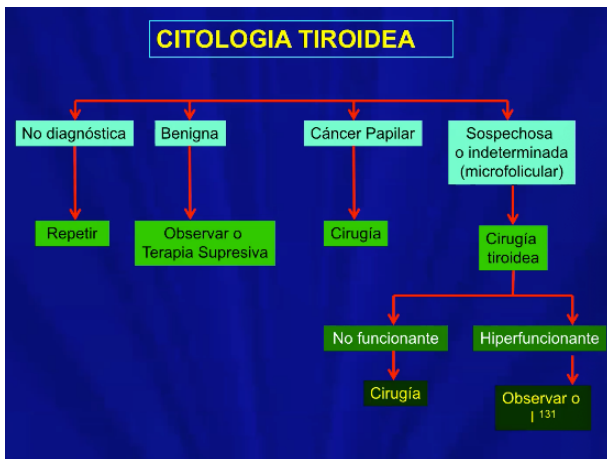 CITOLOGIA TIROIDEA
No diagnóstica
Benigna
Cáncer Papilar
Sospechosa
o indeterminada
(microfolicular)
Repetir
Observar o
Terapia Supresiva
Cirugía
Cirugía
tiroidea
No funcionante
Hiperfuncionante
Cirugía
Observar o
I 131